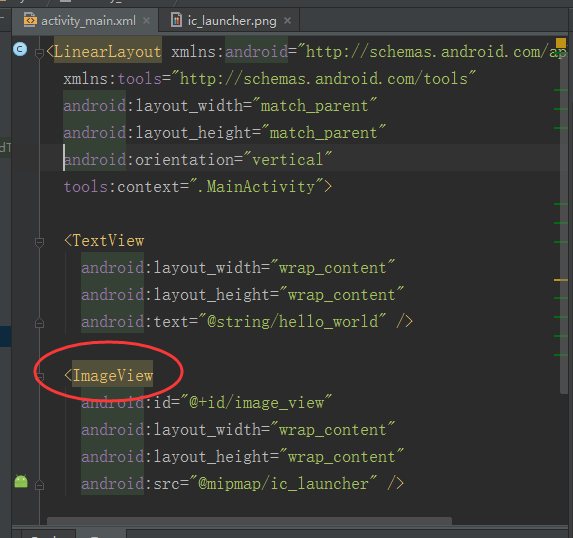 activity_main.xml × ic_launcher.png ×
C <LinearLayout xmlns:android="http://schemas.android.com/ap
xmlns:tools="http://schemas.android.com/tools"
android:layout_width="match_parent"
android:layout_height="match_parent"
android:orientation="vertical"
tools:context=".MainActivity">
<TextView
android:layout_width="wrap_content"
android:layout_height="wrap_content"
android:text="@string/hello_world" />
<ImageView
android:id="@+id/image_view"
android:layout_width="wrap_content"
android:layout_height="wrap_content"
android:src="@mipmap/ic_launcher" />